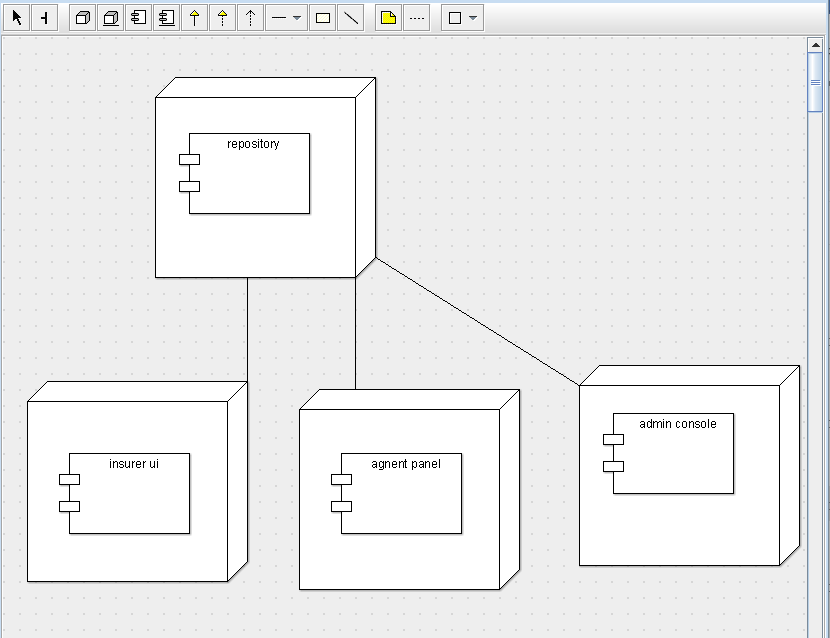 repository
insurer ui
agnent panel
admin console